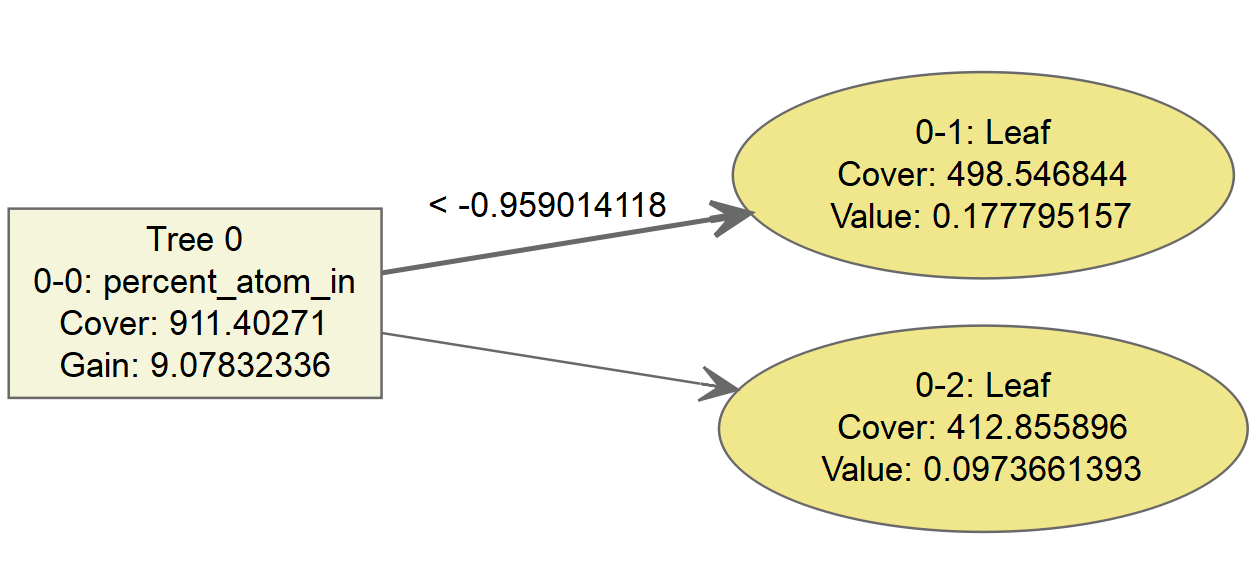 Tree 0
0-0: percent_atom_in
Cover: 911.40271
Gain: 9.07832336
< -0.959014118
0-1: Leaf
Cover: 498.546844
Value: 0.177795157
0-2: Leaf
Cover: 412.855896
Value: 0.0973661393